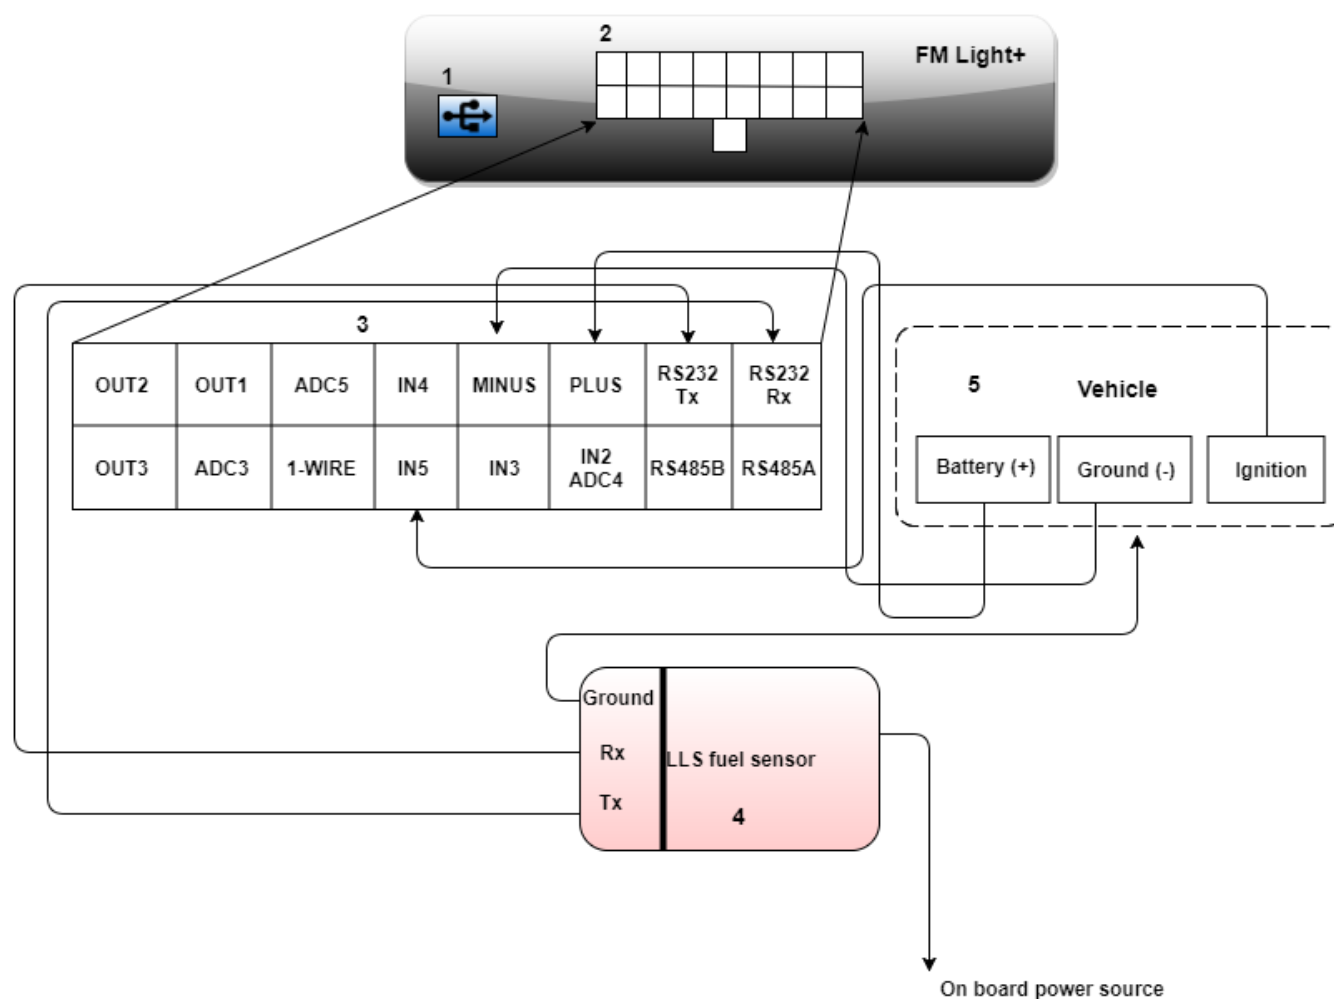 2
FM Light+
1
3
OUT2 OUT1 ADC5 IN4 MINUS PLUS RS232 Tx RS232 Rx
OUT3 ADC3 1-WIRE IN5 IN3 IN2 ADC4 RS485B RS485A
5 Vehicle
Battery (+) Ground (-) Ignition
Ground
Rx
LLS fuel sensor
Tx
4
On board power source